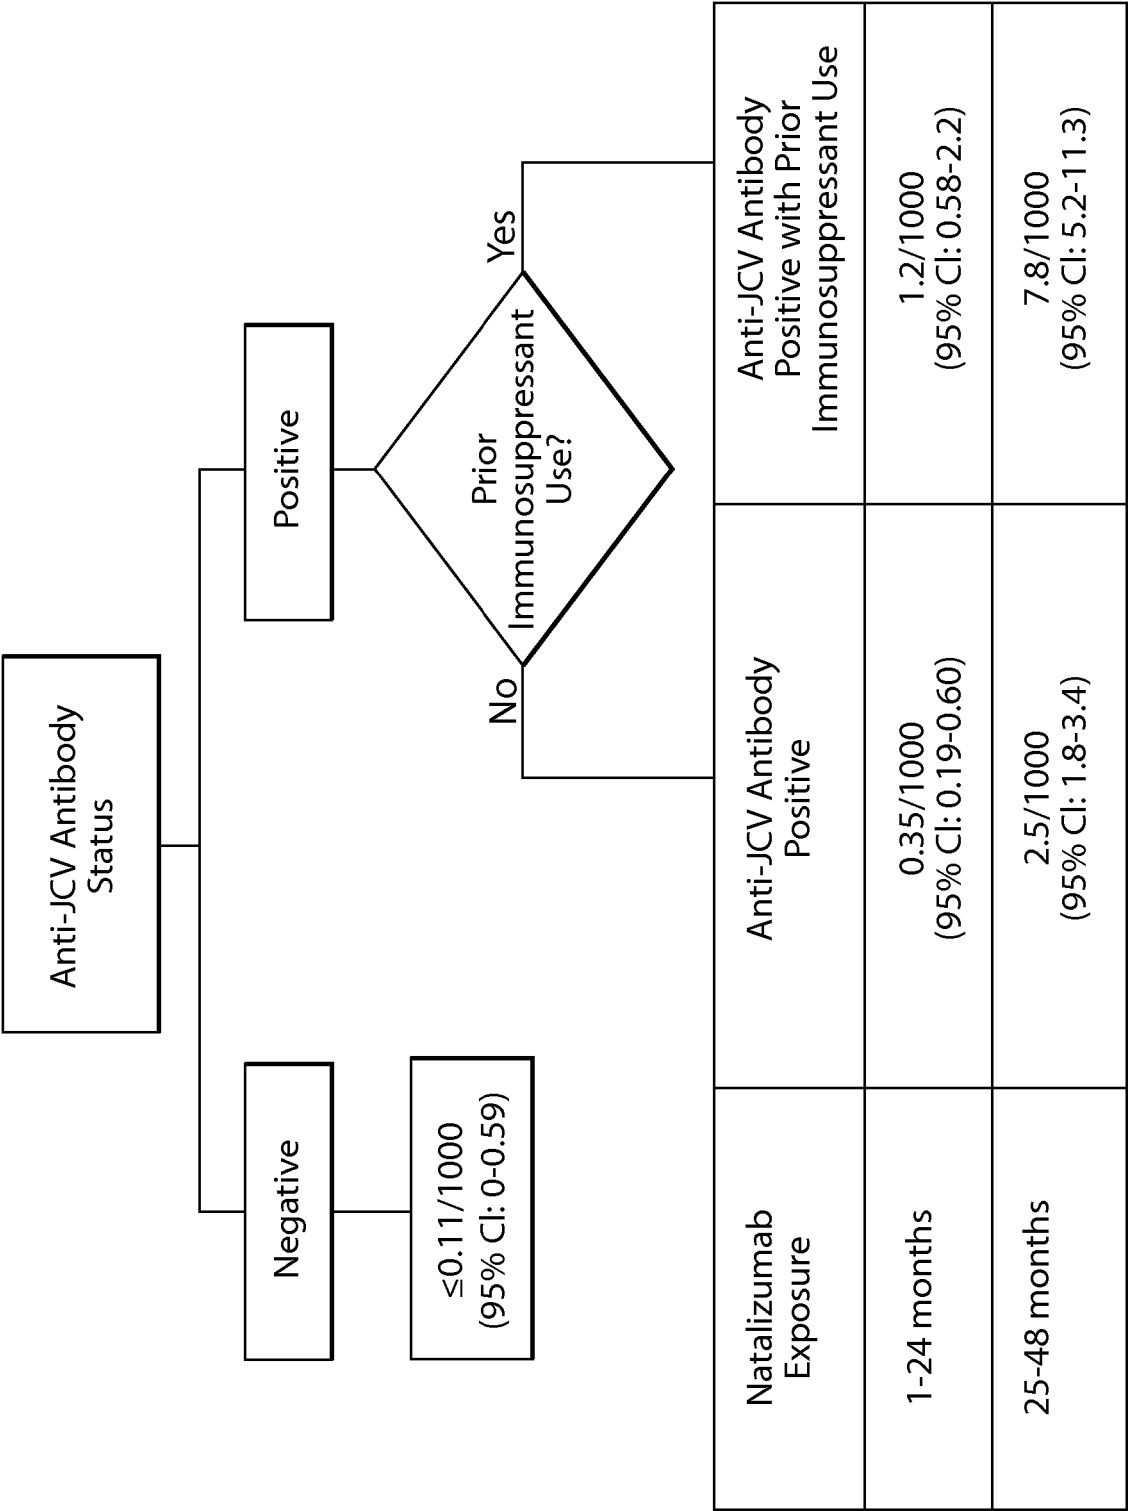 Anti-JCV Antibody
Status
Negative
Positive
≤0.11/1000
(95% CI: 0-0.59)
Prior
Immunosuppressant
Use?
No
Yes
Natalizumab
Exposure
Anti-JCV Antibody
Positive
Anti-JCV Antibody
Positive with Prior
Immunosuppressant Use
1-24 months
0.35/1000
(95% CI: 0.19-0.60)
1.2/1000
(95% CI: 0.58-2.2)
25-48 months
2.5/1000
(95% CI: 1.8-3.4)
7.8/1000
(95% CI: 5.2-11.3)